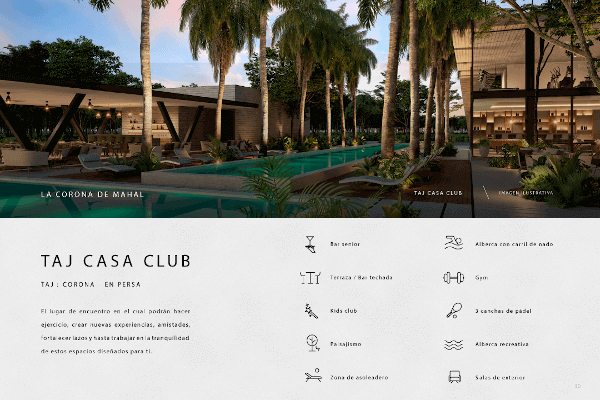 LA CORONA DE MAHAL
TAJ CASA CLUB
IMAGEN ILUSTRATIVA
TAJ CASA CLUB
TAJ : CORONA EN PERSA
El lugar de encuentro en el cual podrán hacer
ejercicio, crear nuevas experiencias, amistades,
fortalecer lazos y hasta trabajar en la tranquilidad
de estos espacios diseñados para ti.
Bar senior
Terraza / Bar techada
Kids club
Paisajismo
Zona de asoleadero
Alberca con carril de nado
Gym
3 canchas de pádel
Alberca recreativa
Salas de exterior